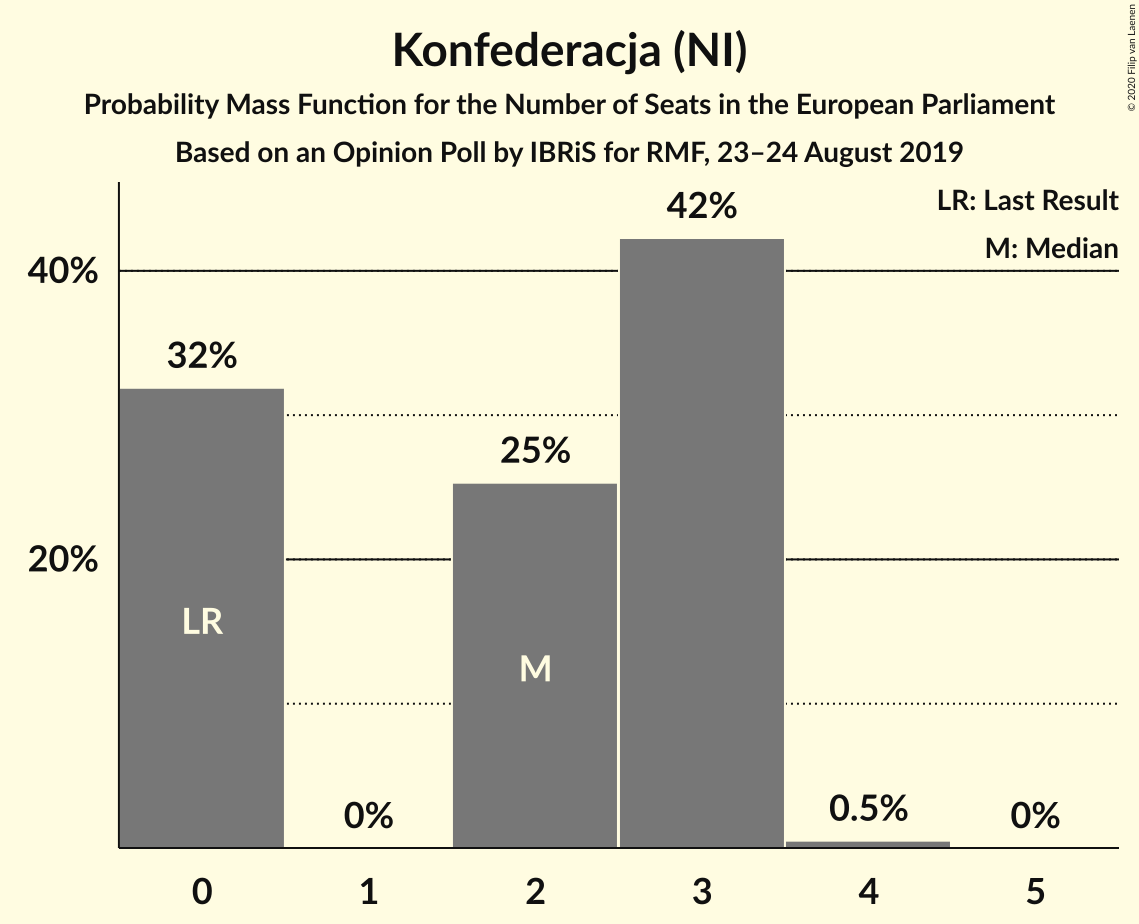 Konfederacja (NI)
Probability Mass Function for the Number of Seats in the European Parliament
Based on an Opinion Poll by IBRiS for RMF, 23–24 August 2019
© 2020 Filip van Laenen
LR: Last Result
M: Median
42%
40%
32%
25%
20%
LR
M
0%
0.5%
0%
0 1 2 3 4 5